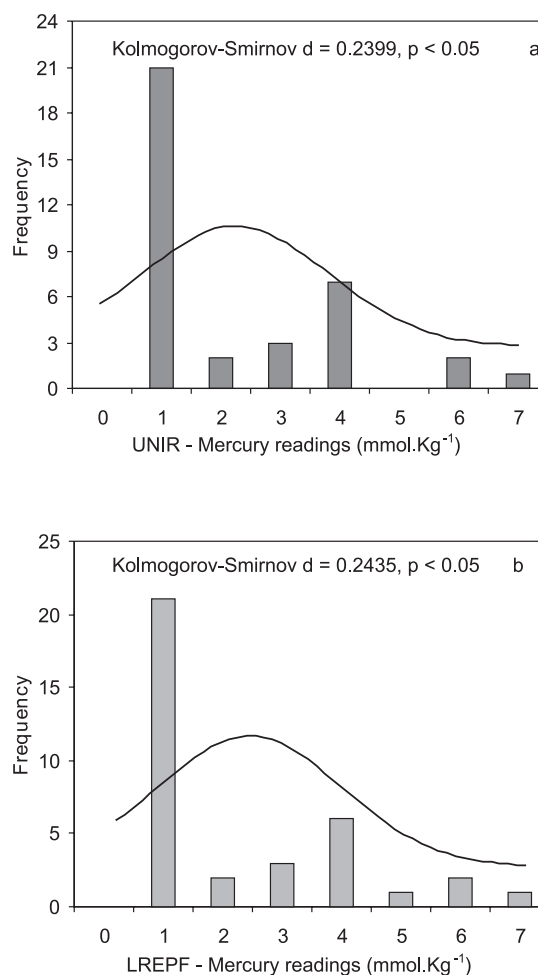 24
Kolmogorov-Smirnov d = 0.2399, p < 0.05 a
21
18
15
12
9
6
3
0
Frequency
0 1 2 3 4 5 6 7
UNIR - Mercury readings (mmol.Kg⁻¹)
25
Kolmogorov-Smirnov d = 0.2435, p < 0.05 b
20
15
10
5
0
Frequency
0 1 2 3 4 5 6 7
LREPF - Mercury readings (mmol.Kg⁻¹)